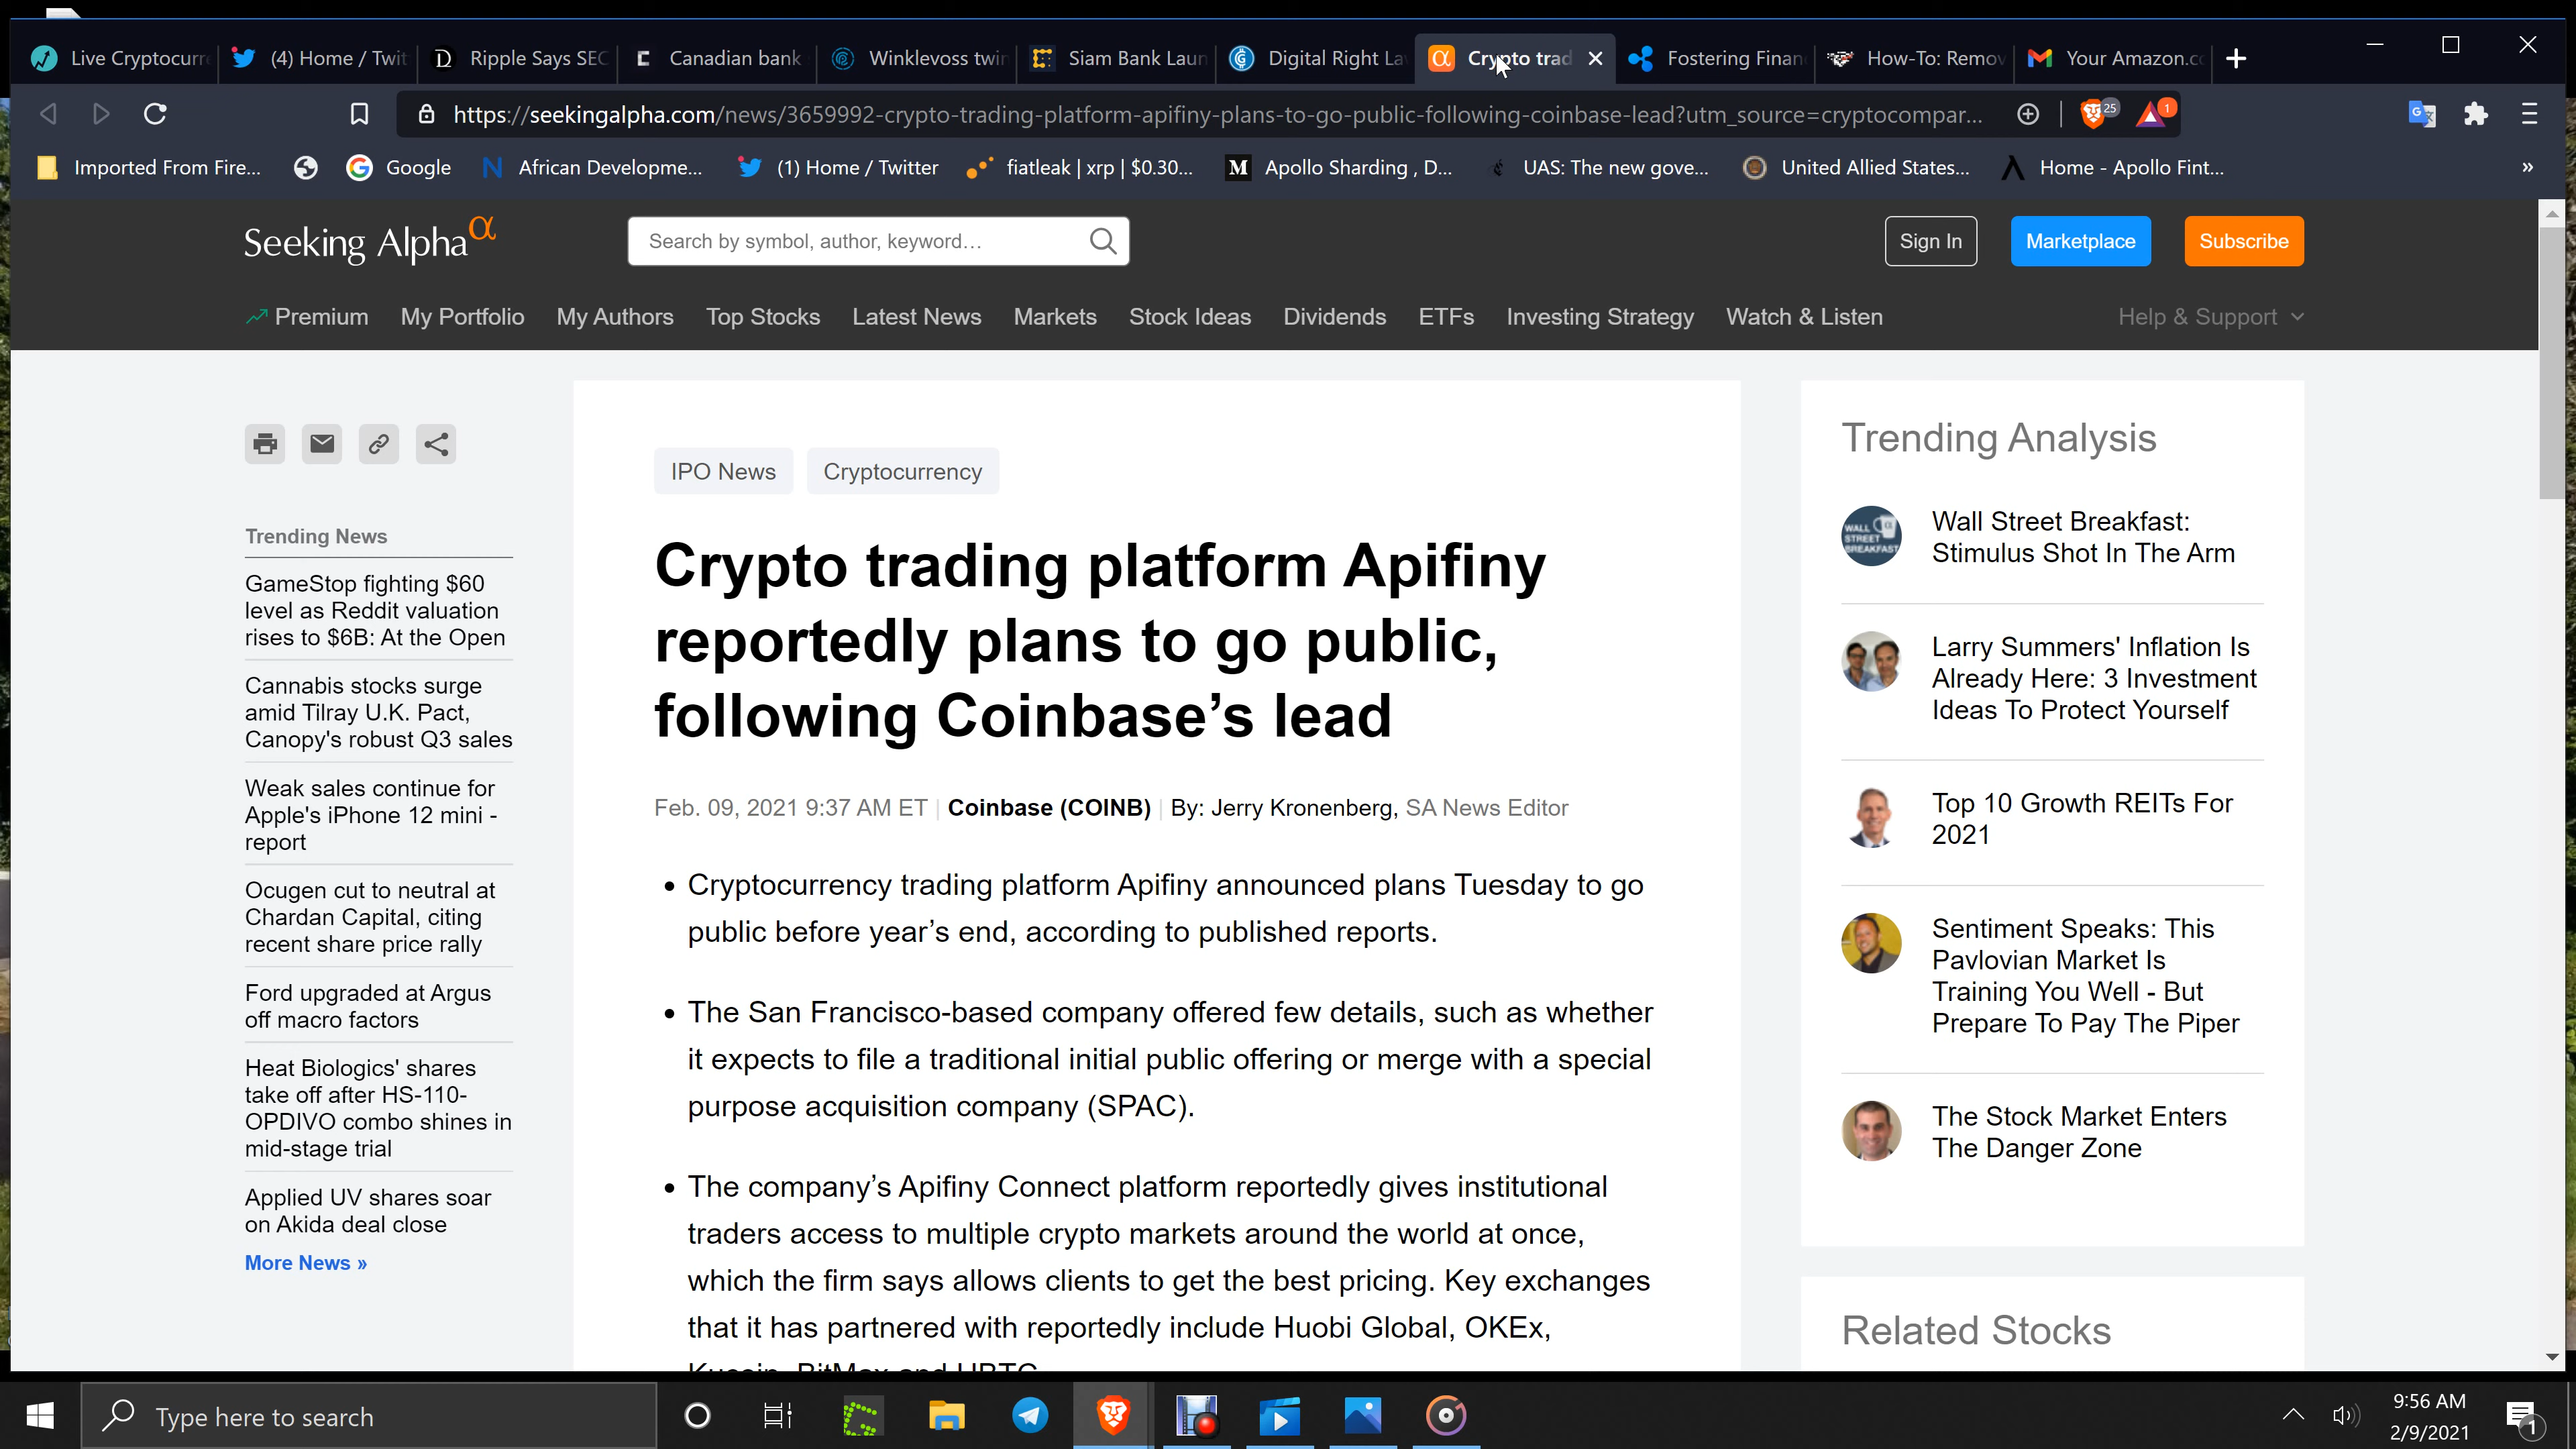 Live Cryptocurr
(4) Home / Twit
Ripple Says SEC
Canadian bank
Winklevoss twin
Siam Bank Laun
Digital Right La
Crypto trad
Fostering Finan
How-To: Remov
Your Amazon.co
https://seekingalpha.com/news/3659992-crypto-trading-platform-apifiny-plans-to-go-public-following-coinbase-lead?utm_source=cryptocompar...
25
1
Imported From Fire...
Google
African Developme...
(1) Home / Twitter
fiatleak | xrp | $0.30...
Apollo Sharding , D...
UAS: The new gove...
United Allied States...
Home - Apollo Fint...
»
Seeking Alpha α
Search by symbol, author, keyword...
Sign In
Marketplace
Subscribe
Premium
My Portfolio
My Authors
Top Stocks
Latest News
Markets
Stock Ideas
Dividends
ETFs
Investing Strategy
Watch & Listen
Help & Support
Trending News
GameStop fighting $60
level as Reddit valuation
rises to $6B: At the Open
Cannabis stocks surge
amid Tilray U.K. Pact,
Canopy's robust Q3 sales
Weak sales continue for
Apple's iPhone 12 mini -
report
Ocugen cut to neutral at
Chardan Capital, citing
recent share price rally
Ford upgraded at Argus
off macro factors
Heat Biologics' shares
take off after HS-110-
OPDIVO combo shines in
mid-stage trial
Applied UV shares soar
on Akida deal close
More News »
IPO News
Cryptocurrency
Crypto trading platform Apifiny
reportedly plans to go public,
following Coinbase’s lead
Feb. 09, 2021 9:37 AM ET | Coinbase (COINB) | By: Jerry Kronenberg, SA News Editor
• Cryptocurrency trading platform Apifiny announced plans Tuesday to go
public before year’s end, according to published reports.
• The San Francisco-based company offered few details, such as whether
it expects to file a traditional initial public offering or merge with a special
purpose acquisition company (SPAC).
• The company’s Apifiny Connect platform reportedly gives institutional
traders access to multiple crypto markets around the world at once,
which the firm says allows clients to get the best pricing. Key exchanges
that it has partnered with reportedly include Huobi Global, OKEx,
Kucoin, BitMax and HBTC
Trending Analysis
WALL
STREET
BREAKFAST
Wall Street Breakfast:
Stimulus Shot In The Arm
Larry Summers' Inflation Is
Already Here: 3 Investment
Ideas To Protect Yourself
Top 10 Growth REITs For
2021
Sentiment Speaks: This
Pavlovian Market Is
Training You Well - But
Prepare To Pay The Piper
The Stock Market Enters
The Danger Zone
Related Stocks
Type here to search
9:56 AM
2/9/2021
1